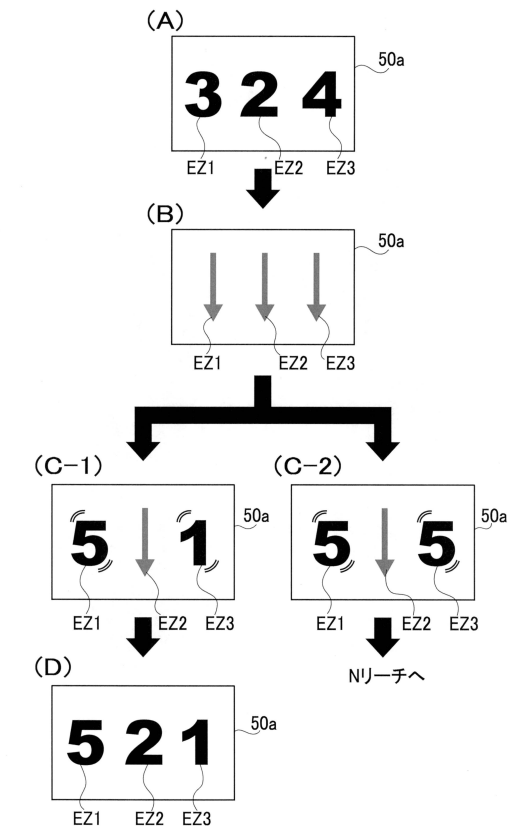 (A)
50a
3 2 4
EZ1 EZ2 EZ3
(B)
50a
EZ1 EZ2 EZ3
(C-1)
50a
5 1
EZ1 EZ2 EZ3
(C-2)
50a
5 5
EZ1 EZ2 EZ3
Nリーチへ
(D)
50a
5 2 1
EZ1 EZ2 EZ3